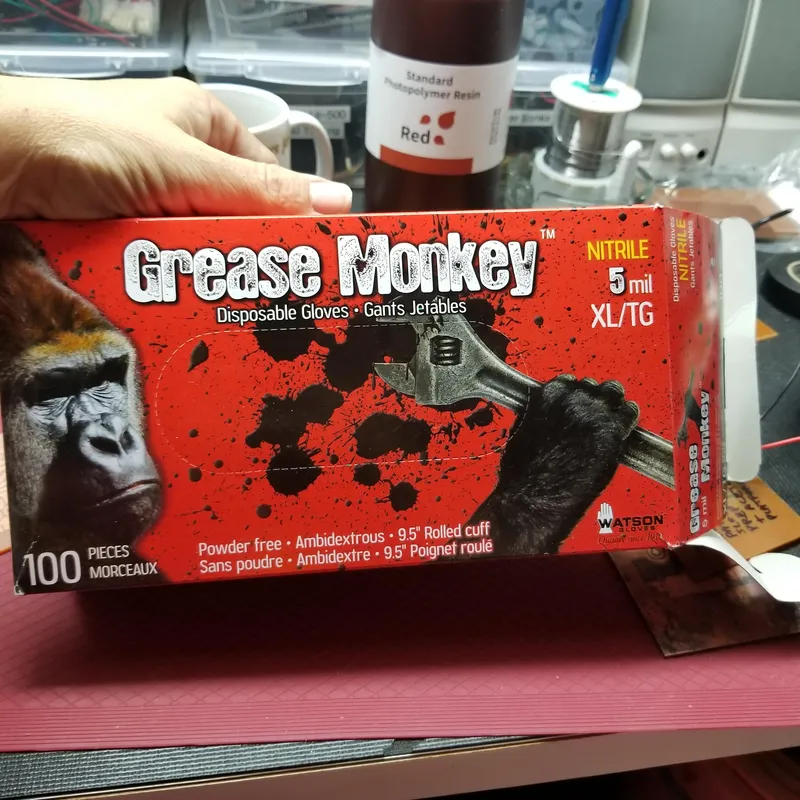 Standard
Photopolymer Resin
Red
Grease Monkey™
Disposable Gloves • Gants Jetables
NITRILE
5 mil
XL/TG
Disposable Gloves
NITRILE
Gants Jetables
Grease Monkey
5 mil
WATSON
GLOVES
100 PIECES
MORCEAUX
Powder free • Ambidextrous • 9.5" Rolled cuff
Sans poudre • Ambidextre • 9.5" Poignet roulé